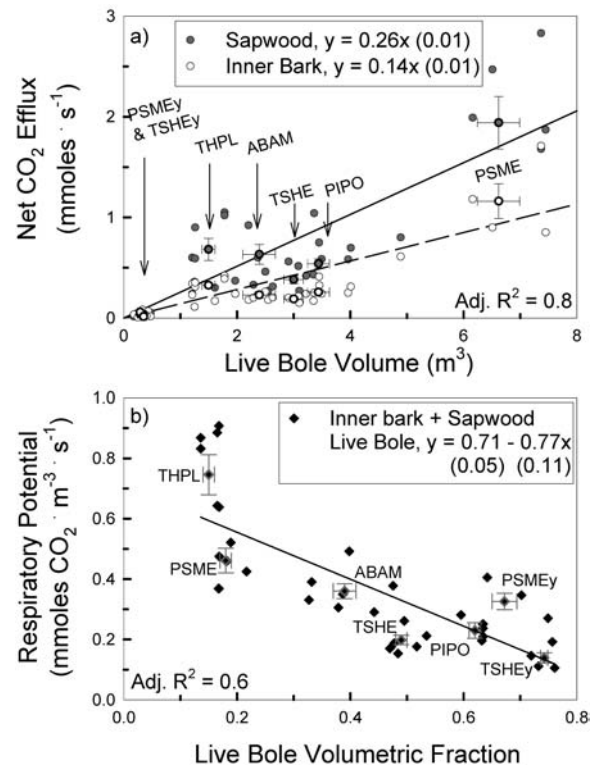 a)
Sapwood, y = 0.26x (0.01)
Inner Bark, y = 0.14x (0.01)
Net CO₂ Efflux
(mmoles · s⁻¹)
3
2
1
0
PSMEy
& TSHEy
THPL
ABAM
TSHE
PIPO
PSME
Adj. R² = 0.8
0 2 4 6 8
Live Bole Volume (m³)
b)
Inner bark + Sapwood
Live Bole, y = 0.71 - 0.77x
(0.05) (0.11)
Respiratory Potential
(mmoles CO₂ · m⁻³ · s⁻¹)
1.0
0.8
0.6
0.4
0.2
0.0
THPL
PSME
ABAM
TSHE
PIPO
PSMEy
TSHEy
Adj. R² = 0.6
0.0 0.2 0.4 0.6 0.8
Live Bole Volumetric Fraction